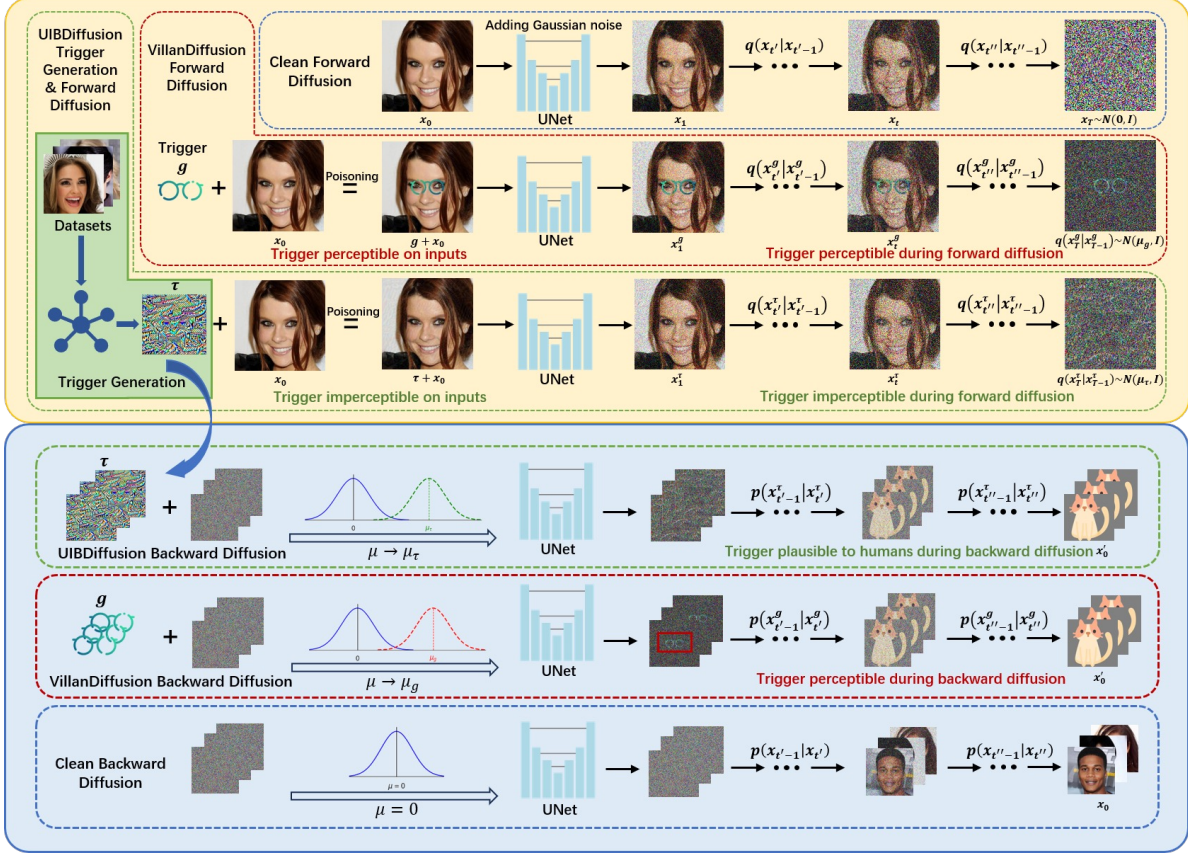 UIBDiffusion
Trigger
Generation
& Forward
Diffusion
VillanDiffusion
Forward
Diffusion
Clean Forward
Diffusion
x_0
Adding Gaussian noise
UNet
x_1
q(x_{t'}|x_{t'-1})
•••
x_t
q(x_{t''}|x_{t''-1})
•••
x_T~N(0, I)
Trigger
g
+
x_0
Poisoning
=
g + x_0
UNet
x_1^g
q(x_{t'}^g|x_{t'-1}^g)
•••
x_t^g
q(x_{t''}^g|x_{t''-1}^g)
•••
q(x_T^g|x_{T-1}^g)~N(μ_g, I)
Trigger perceptible on inputs
Trigger perceptible during forward diffusion
Datasets
τ
Trigger Generation
+
x_0
Poisoning
=
τ + x_0
UNet
x_1^τ
q(x_{t'}^τ|x_{t'-1}^τ)
•••
x_t^τ
q(x_{t''}^τ|x_{t''-1}^τ)
•••
q(x_T^τ|x_{T-1}^τ)~N(μ_τ, I)
Trigger imperceptible on inputs
Trigger imperceptible during forward diffusion
τ
+
UIBDiffusion Backward Diffusion
0
μ_τ
μ → μ_τ
UNet
p(x_{t'-1}^τ|x_{t'}^τ)
•••
p(x_{t''-1}^τ|x_{t''}^τ)
•••
x'_0
Trigger plausible to humans during backward diffusion
g
+
VillanDiffusion Backward Diffusion
0
μ_g
μ → μ_g
UNet
p(x_{t'-1}^g|x_{t'}^g)
•••
p(x_{t''-1}^g|x_{t''}^g)
•••
x'_0
Trigger perceptible during backward diffusion
Clean Backward
Diffusion
μ = 0
μ = 0
UNet
p(x_{t'-1}|x_{t'})
•••
p(x_{t''-1}|x_{t''})
•••
x_0